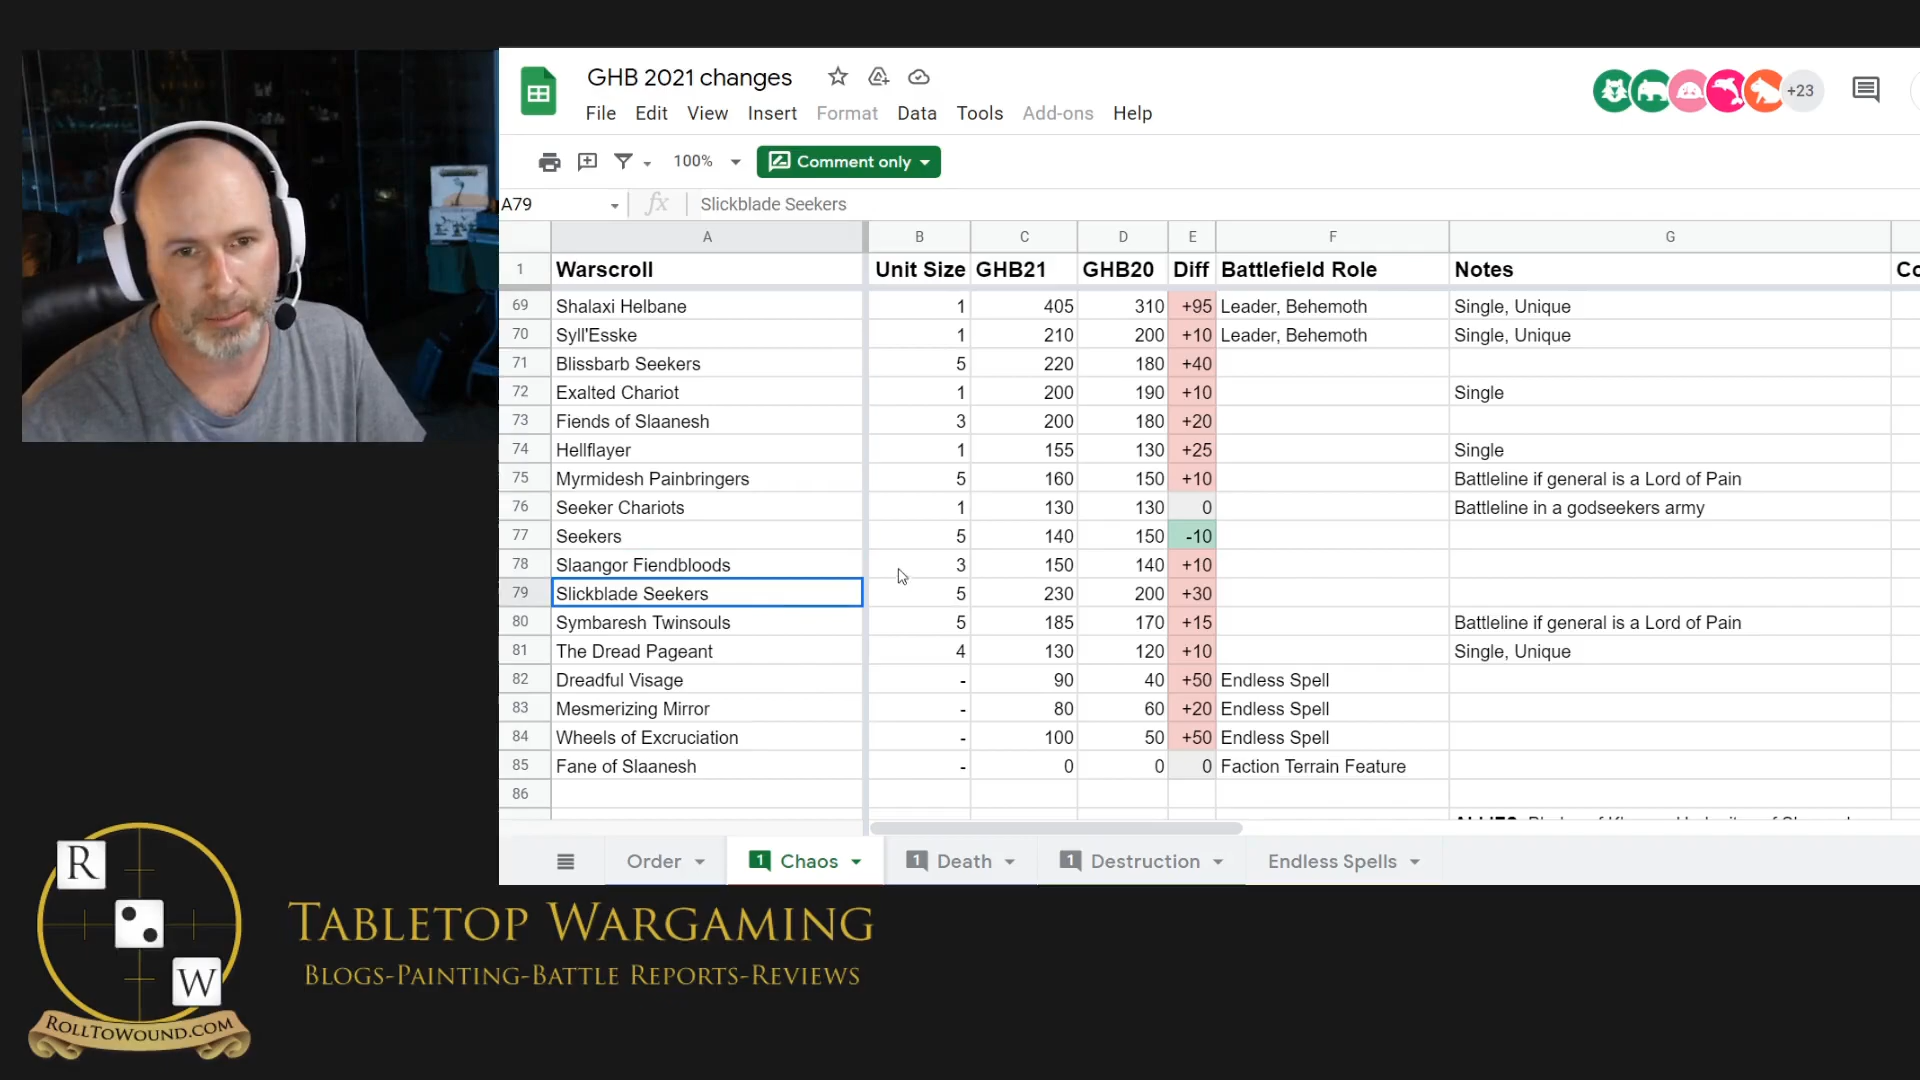 GHB 2021 changes
+23
File Edit View Insert Format Data Tools Add-ons Help
100% Comment only
A79 fx Slickblade Seekers
A B C D E F G
1 Warscroll Unit Size GHB21 GHB20 Diff Battlefield Role Notes Co
69 Shalaxi Helbane 1 405 310 +95 Leader, Behemoth Single, Unique
70 Syll'Esske 1 210 200 +10 Leader, Behemoth Single, Unique
71 Blissbarb Seekers 5 220 180 +40
72 Exalted Chariot 1 200 190 +10 Single
73 Fiends of Slaanesh 3 200 180 +20
74 Hellflayer 1 155 130 +25 Single
75 Myrmidesh Painbringers 5 160 150 +10 Battleline if general is a Lord of Pain
76 Seeker Chariots 1 130 130 0 Battleline in a godseekers army
77 Seekers 5 140 150 -10
78 Slaangor Fiendbloods 3 150 140 +10
79 Slickblade Seekers 5 230 200 +30
80 Symbaresh Twinsouls 5 185 170 +15 Battleline if general is a Lord of Pain
81 The Dread Pageant 4 130 120 +10 Single, Unique
82 Dreadful Visage - 90 40 +50 Endless Spell
83 Mesmerizing Mirror - 80 60 +20 Endless Spell
84 Wheels of Excruciation - 100 50 +50 Endless Spell
85 Fane of Slaanesh - 0 0 0 Faction Terrain Feature
86
Order 1 Chaos 1 Death 1 Destruction Endless Spells
R
W
RollToWound.com
Tabletop Wargaming
Blogs-Painting-Battle Reports-Reviews